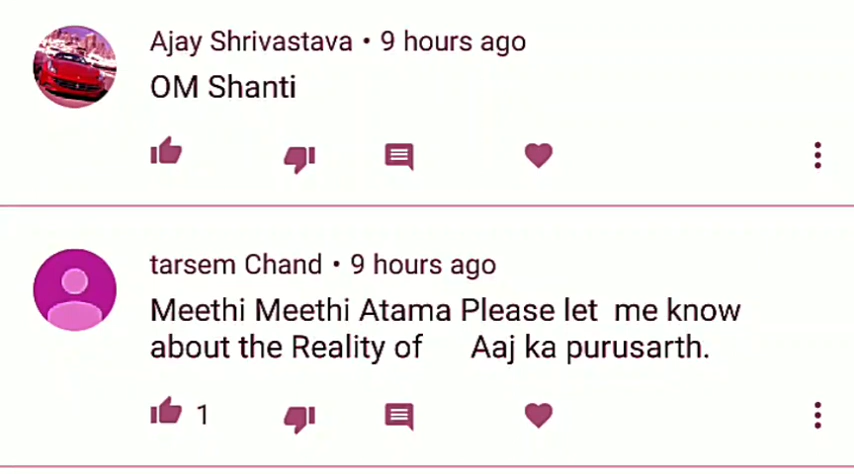 Ajay Shrivastava • 9 hours ago
OM Shanti
tarsem Chand • 9 hours ago
Meethi Meethi Atama Please let me know
about the Reality of Aaj ka purusarth.
1